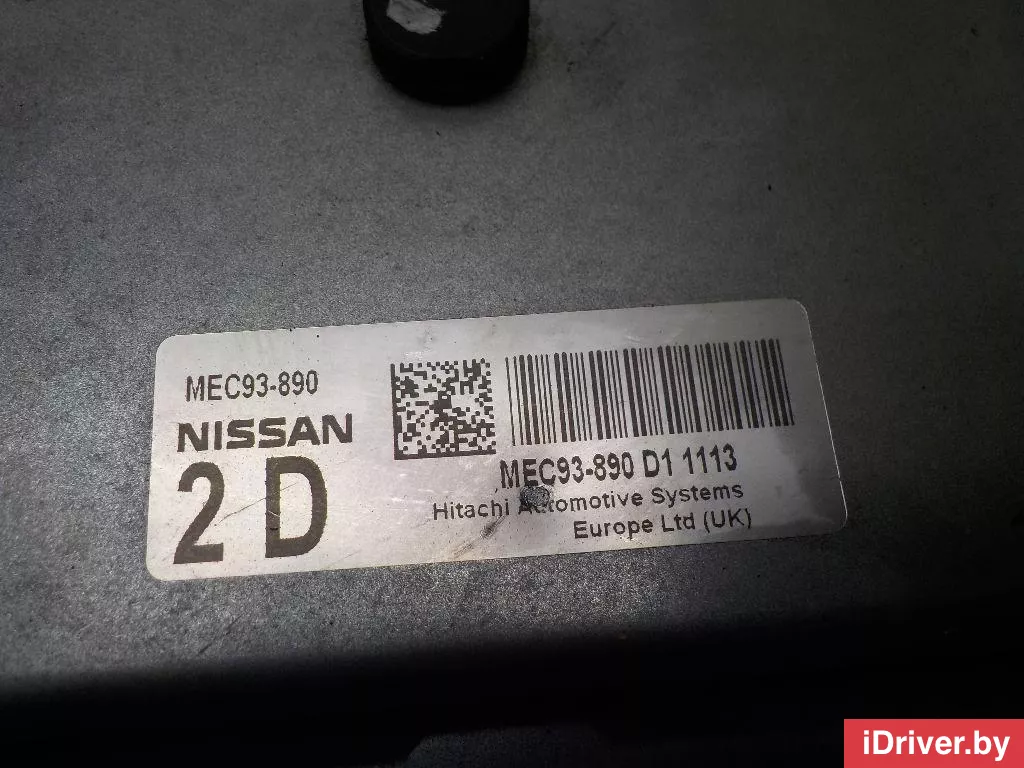 MEC93-890
NISSAN
2 D
MEC93-890 D1 1113
Hitachi Automotive Systems
Europe Ltd (UK)
iDriver.by